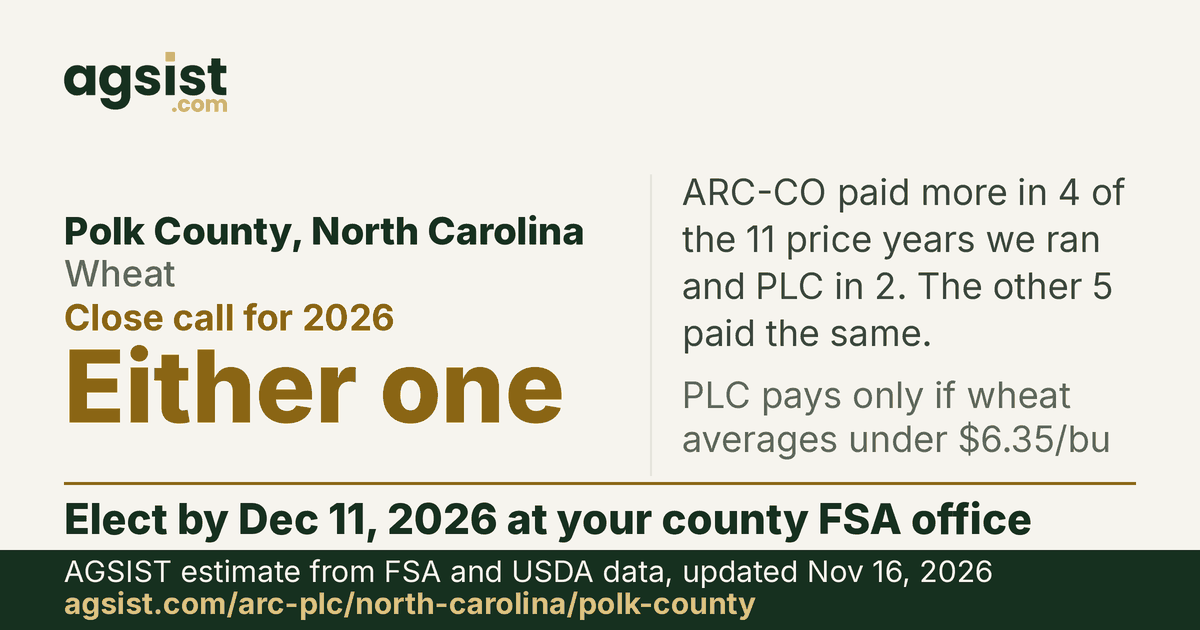 agsist
.com
Polk County, North Carolina
Wheat
Close call for 2026
Either one
ARC-CO paid more in 4 of
the 11 price years we ran
and PLC in 2. The other 5
paid the same.
PLC pays only if wheat
averages under $6.35/bu
Elect by Dec 11, 2026 at your county FSA office
AGSIST estimate from FSA and USDA data, updated Nov 16, 2026
agsist.com/arc-plc/north-carolina/polk-county